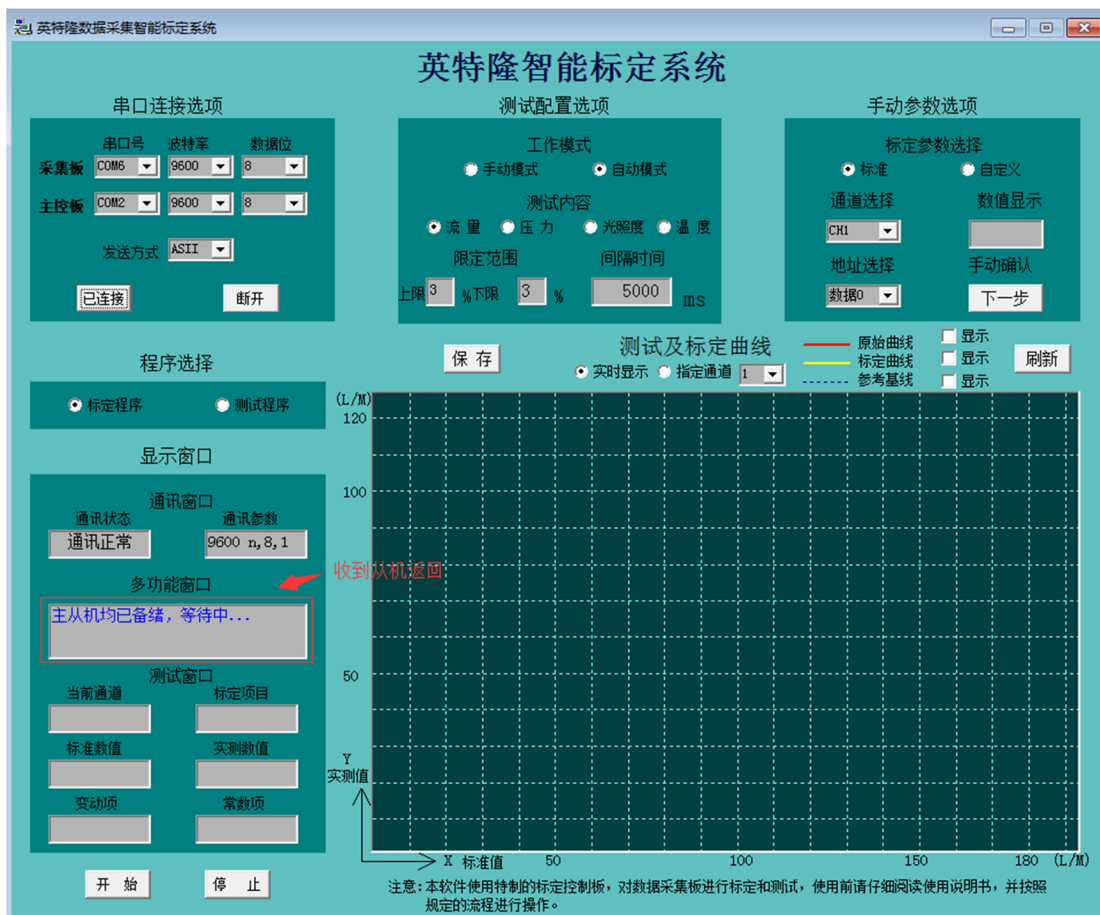 英特隆数据采集智能标定系统
英特隆智能标定系统
串口连接选项
串口号 波特率 数据位
采集板 COM6 9600 8
主控板 COM2 9600 8
发送方式 ASII
已连接 断开
测试配置选项
工作模式
手动模式 自动模式
测试内容
流 量 压 力 光照度 温 度
限定范围 间隔时间
上限 3 % 下限 3 % 5000 ms
手动参数选项
标定参数选择
标准 自定义
通道选择 数值显示
CH1
地址选择 手动确认
数据0 下一步
程序选择
标定程序 测试程序
保 存
测试及标定曲线
实时显示 指定通道 1
原始曲线 显示
标定曲线 显示
参考基线 显示
刷新
显示窗口
通讯窗口
通讯状态 通讯参数
通讯正常 9600 n,8,1
多功能窗口
收到从机返回
主从机均已备绪，等待中...
测试窗口
当前通道 标定项目
标准数值 实测数值
变动项 常数项
开 始 停 止
(L/M)
120
100
50
Y
实测值
X 标准值 50 100 150 180 (L/M)
注意：本软件使用特制的标定控制板，对数据采集板进行标定和测试，使用前请仔细阅读使用说明书，并按照
规定的流程进行操作。